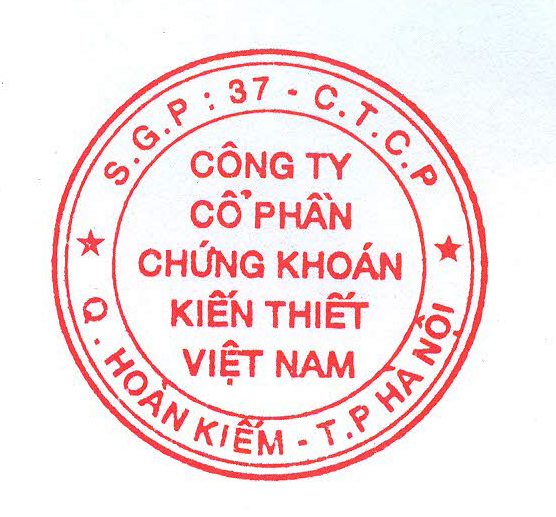 S.G.P : 37 - C.T.C.P
CÔNG TY
CỔ PHẦN
CHỨNG KHOÁN
KIẾN THIẾT
VIỆT NAM
Q. HOÀN KIẾM - T.P HÀ NỘI